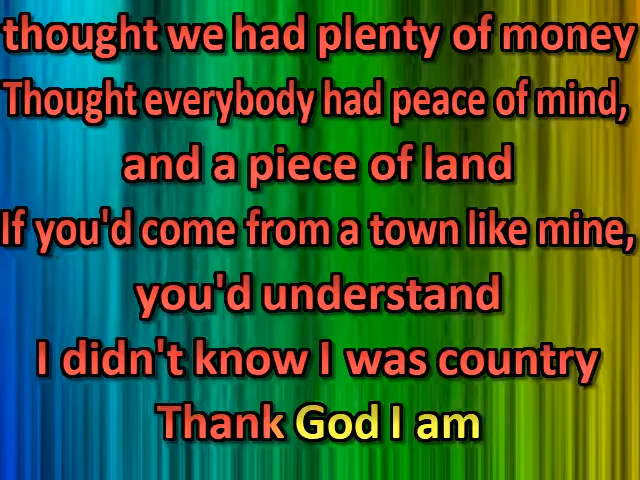 thought we had plenty of money
Thought everybody had peace of mind,
and a piece of land
If you'd come from a town like mine,
you'd understand
I didn't know I was country
Thank God I am